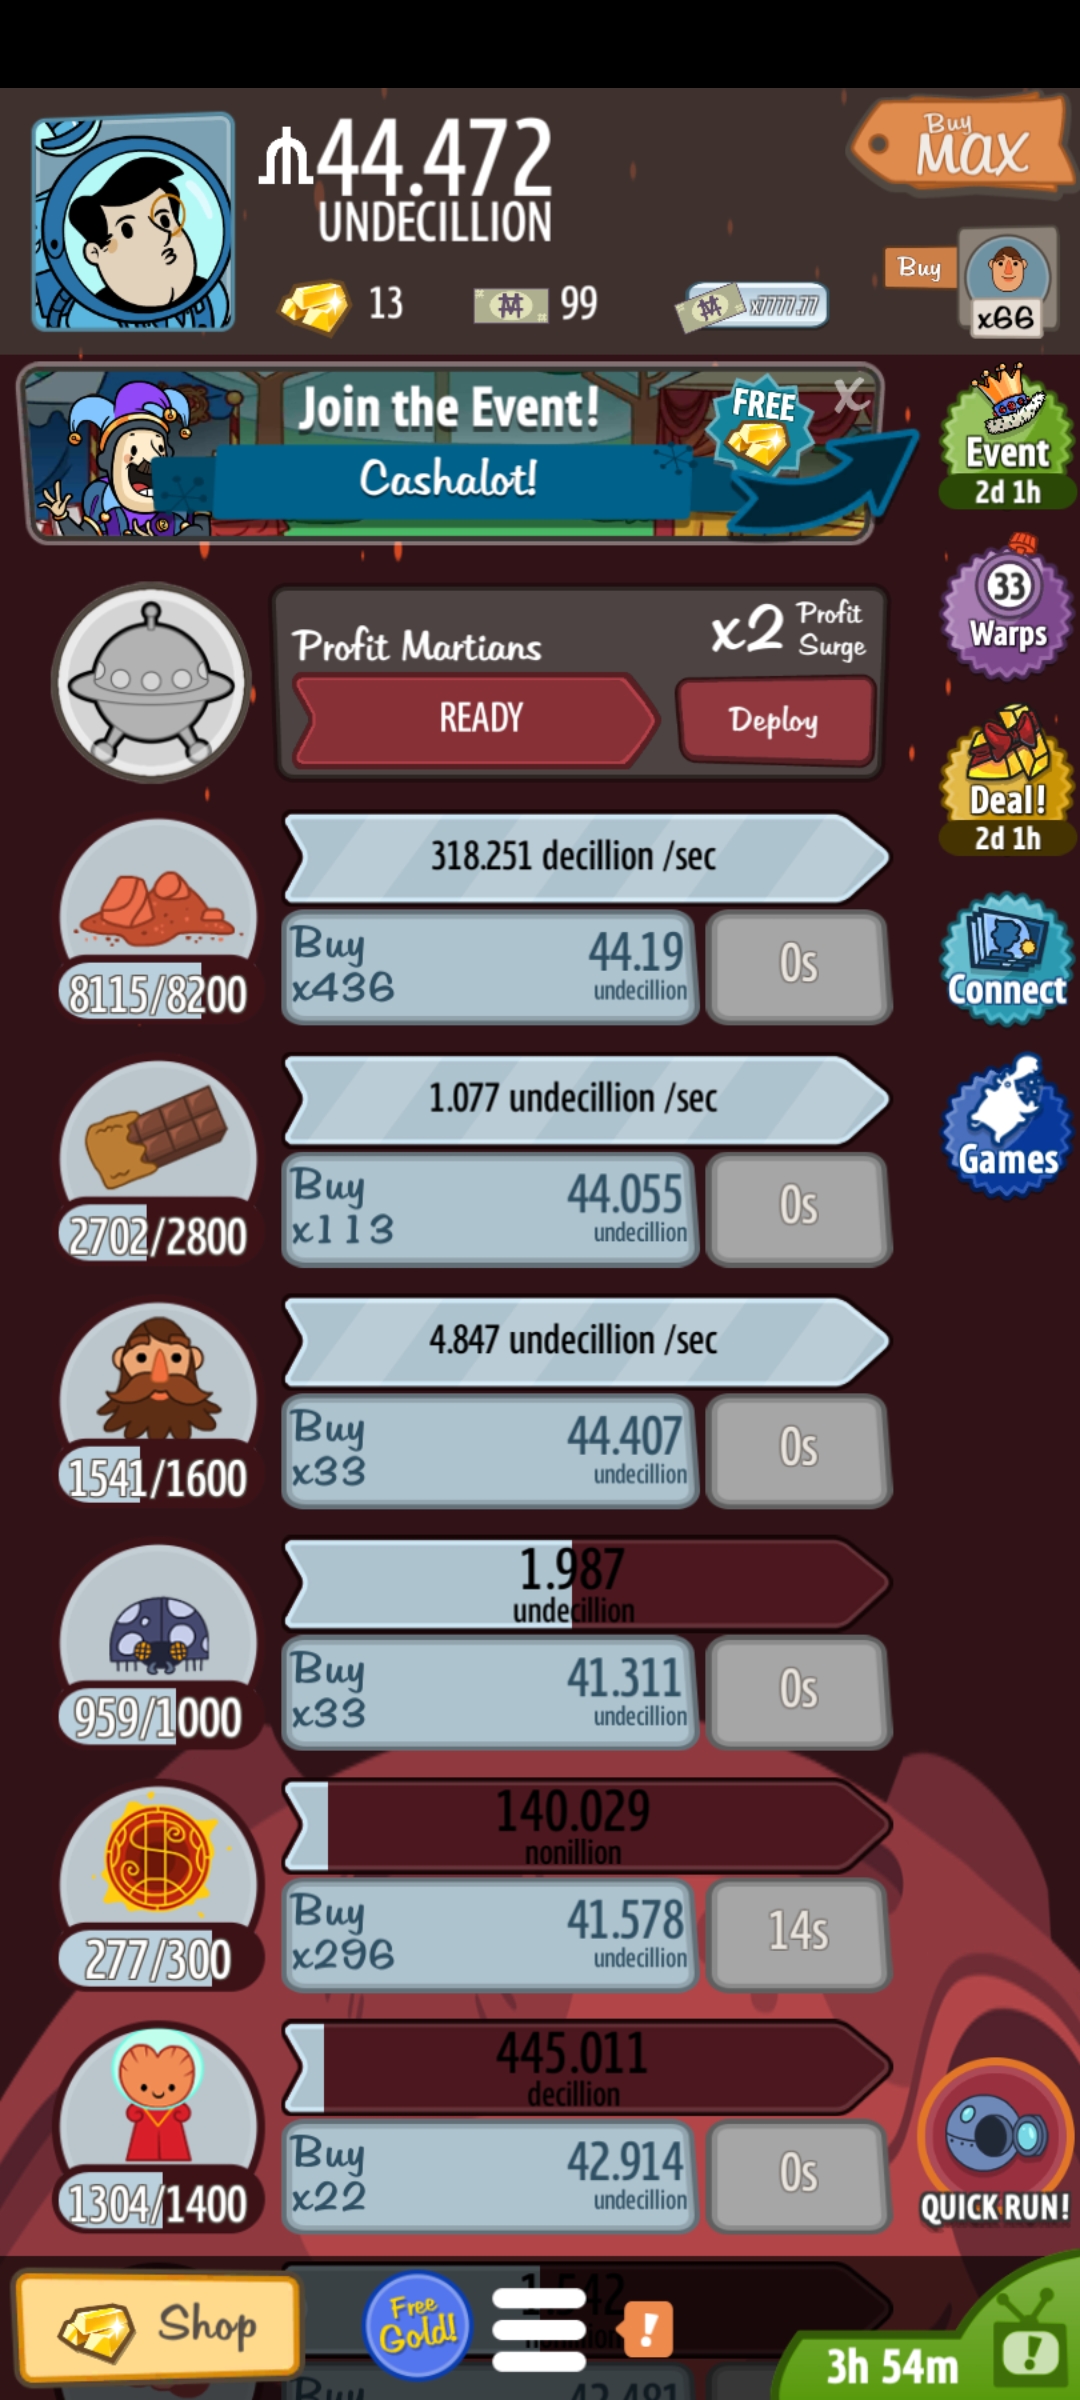 44.472
UNDECILLION
Buy
MAX
13
99
x7777.77
Buy
x66
Join the Event!
FREE
X
Cashalot!
Event
2d 1h
33
Warps
Profit Martians
x2 Profit
Surge
READY
Deploy
Deal!
2d 1h
318.251 decillion /sec
8115/8200
Buy
x436
44.19
undecillion
0s
Connect
1.077 undecillion /sec
2702/2800
Buy
x113
44.055
undecillion
0s
Games
4.847 undecillion /sec
1541/1600
Buy
x33
44.407
undecillion
0s
1.987
undecillion
959/1000
Buy
x33
41.311
undecillion
0s
140.029
nonillion
277/300
Buy
x296
41.578
undecillion
14s
445.011
decillion
1304/1400
Buy
x22
42.914
undecillion
0s
QUICK RUN!
Shop
Free
Gold!
!
3h 54m
!
Buy
42.481